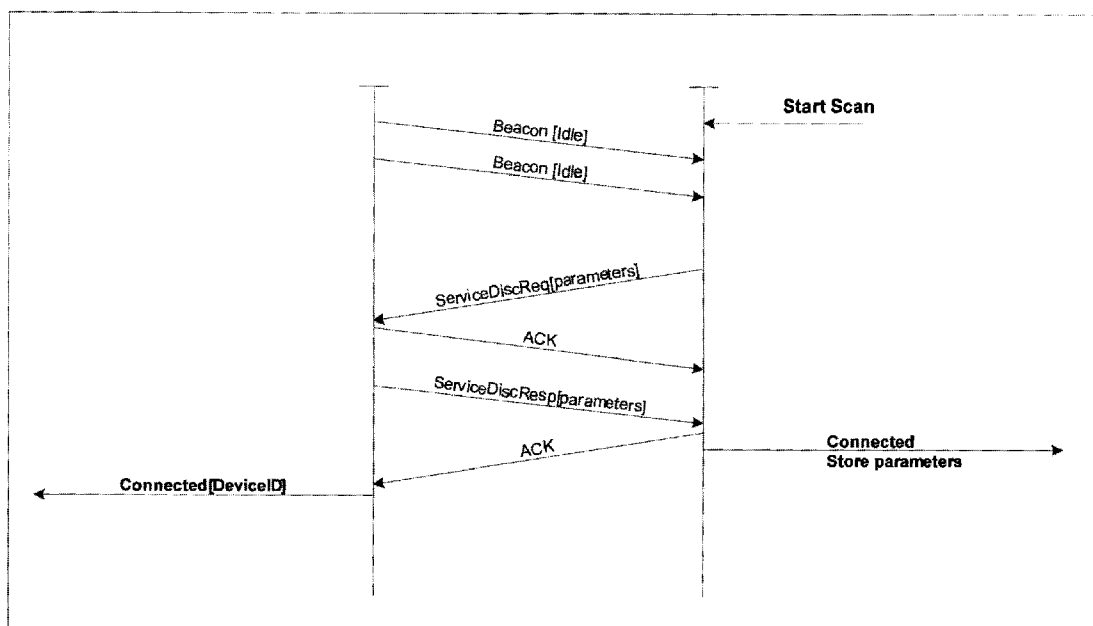 Start Scan
Beacon [Idle]
Beacon [Idle]
ServiceDiscReq[parameters]
ACK
ServiceDiscResp[parameters]
ACK
Connected
Store parameters
Connected[DeviceID]